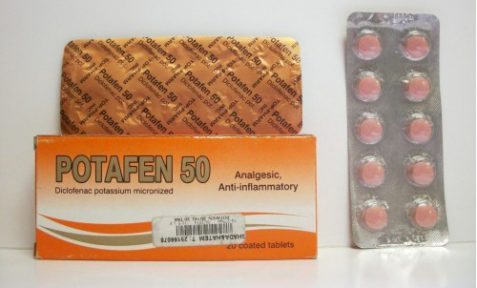 Potafen 50
POTAFEN 50
Diclofenac potassium micronized
Analgesic,
Anti-inflammatory
20 coated tablets